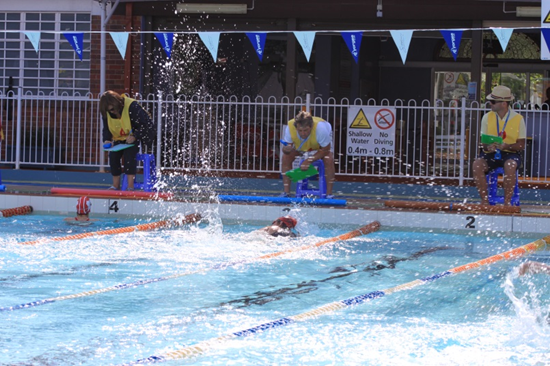 Shallow
Water
0.4m - 0.8m
No
Diving
4
2